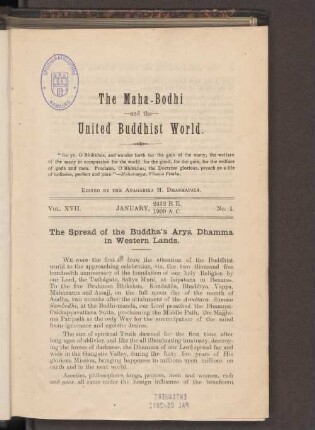 The Maha-Bodhi
—and the—
United Buddhist World.
"Go ye, O Bhikkhus, and wander forth for the gain of the many, the welfare
of the many in compassion for the world, for the good, for the gain, for the welfare
of gods and men. Proclaim, O Bhikkhus, the Doctrine glorious, preach ye a life
of holiness, perfect and pure."—Mahavagga, Vinaya Pitaka.
EDITED BY THE ANAGARIKA H. DHARMAPALA.
VOL. XVII. JANUARY, 2452 B. E. 1909 A. C. No. 1.
The Spread of the Buddha's Arya Dhamma
in Western Lands.
WE were the first to draw the attention of the Buddhist
world to the approaching celebration, viz. the two thousand five
hundredth anniversary of the foundation of our holy Religion by
our Lord, the Tathâgato, Sakya Muni, at Isipatana in Benares.
To the five Brahman Bhikkhus, Kondañña, Bhaddiya, Vappa,
Mahanama and Assaji, on the full moon day of the month of
Asalha, two months after the attainment of the Anuttara Samma
Sambodhi, at the Bodhi-manda, our Lord preached the Dhamma-
Cakkappavattana Sutta, proclaiming the Middle Path, the Majjhi-
ma Patipada as the only Way for the emancipation of the mind
from ignorance and egoistic desires.
The sun of spiritual Truth dawned for the first time after
long ages of oblivion, and like the all illuminating luminary,
destroying the forces of darkness, the Dhamma of our Lord spread far and
wide in the Gangetic Valley, during the forty five years of His
glorious Mission, bringing happiness to millions upon millions on
earth and in the next world.
Ascetics, philosophers, kings, princes, men and women, rich
and poor, all came under the benign influence of the beneficent